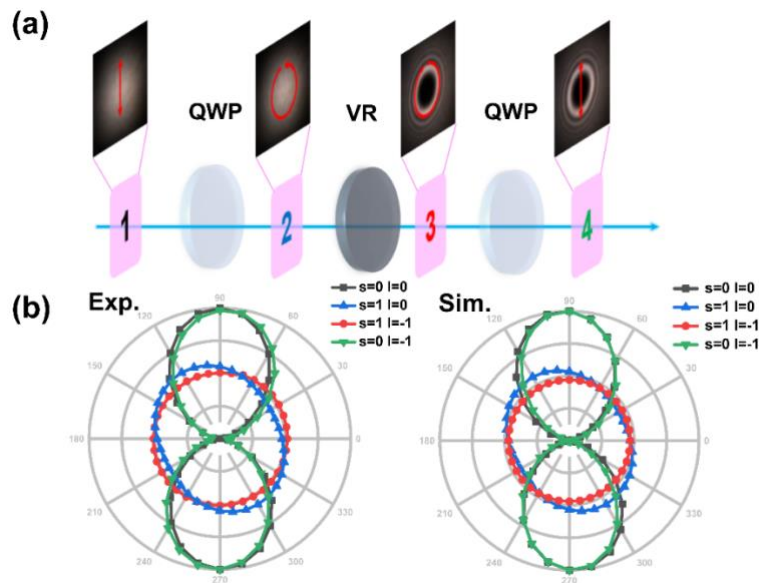 (a)
QWP
VR
QWP
1
2
3
4
(b)
Exp.
s=0 l=0
s=1 l=0
s=1 l=-1
s=0 l=-1
90
120
60
150
30
180
0
210
330
240
300
270
Sim.
s=0 l=0
s=1 l=0
s=1 l=-1
s=0 l=-1
90
120
60
150
30
180
0
210
330
240
300
270